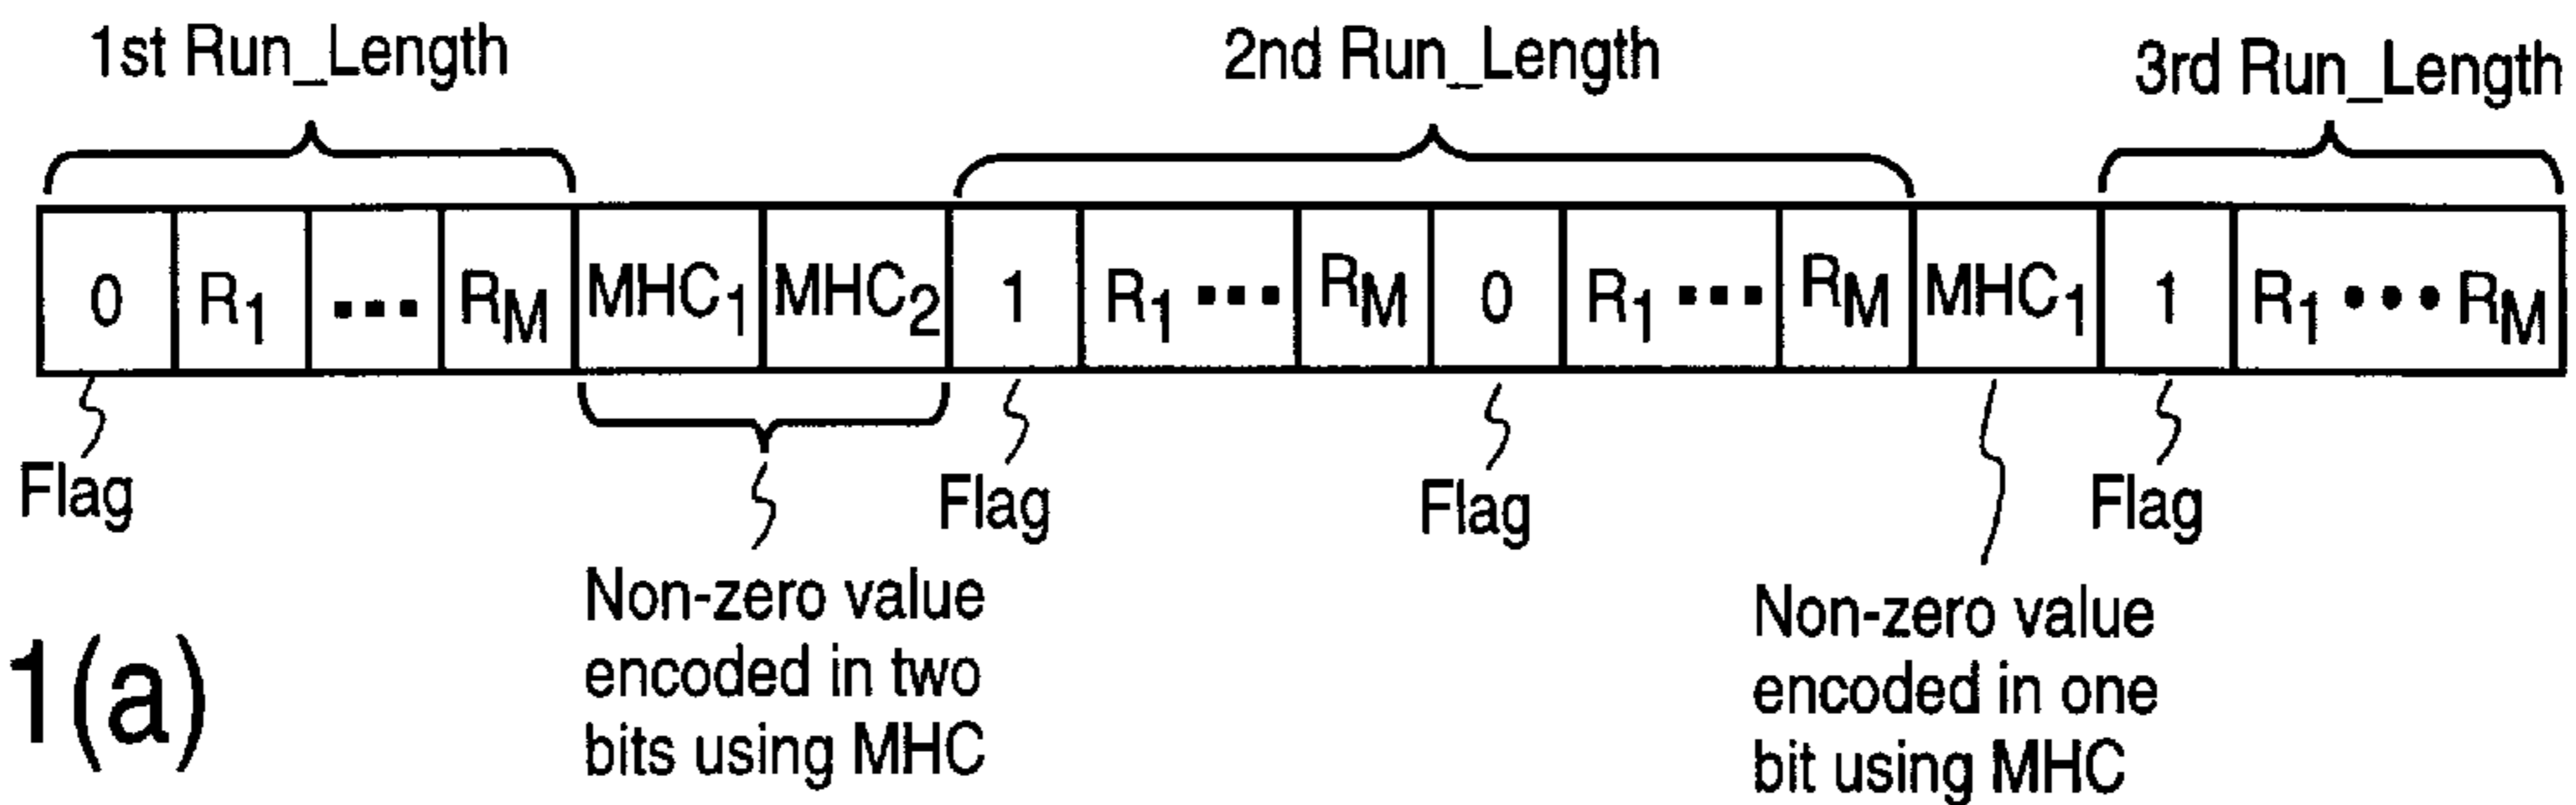 1st Run_Length 2nd Run_Length 3rd Run_Length
0 R1 ... RM MHC1 MHC2 1 R1 ... RM 0 R1 ... RM MHC1 1 R1 ... RM
Flag Flag Flag Flag
Non-zero value
encoded in two
bits using MHC
Non-zero value
encoded in one
bit using MHC
1(a)